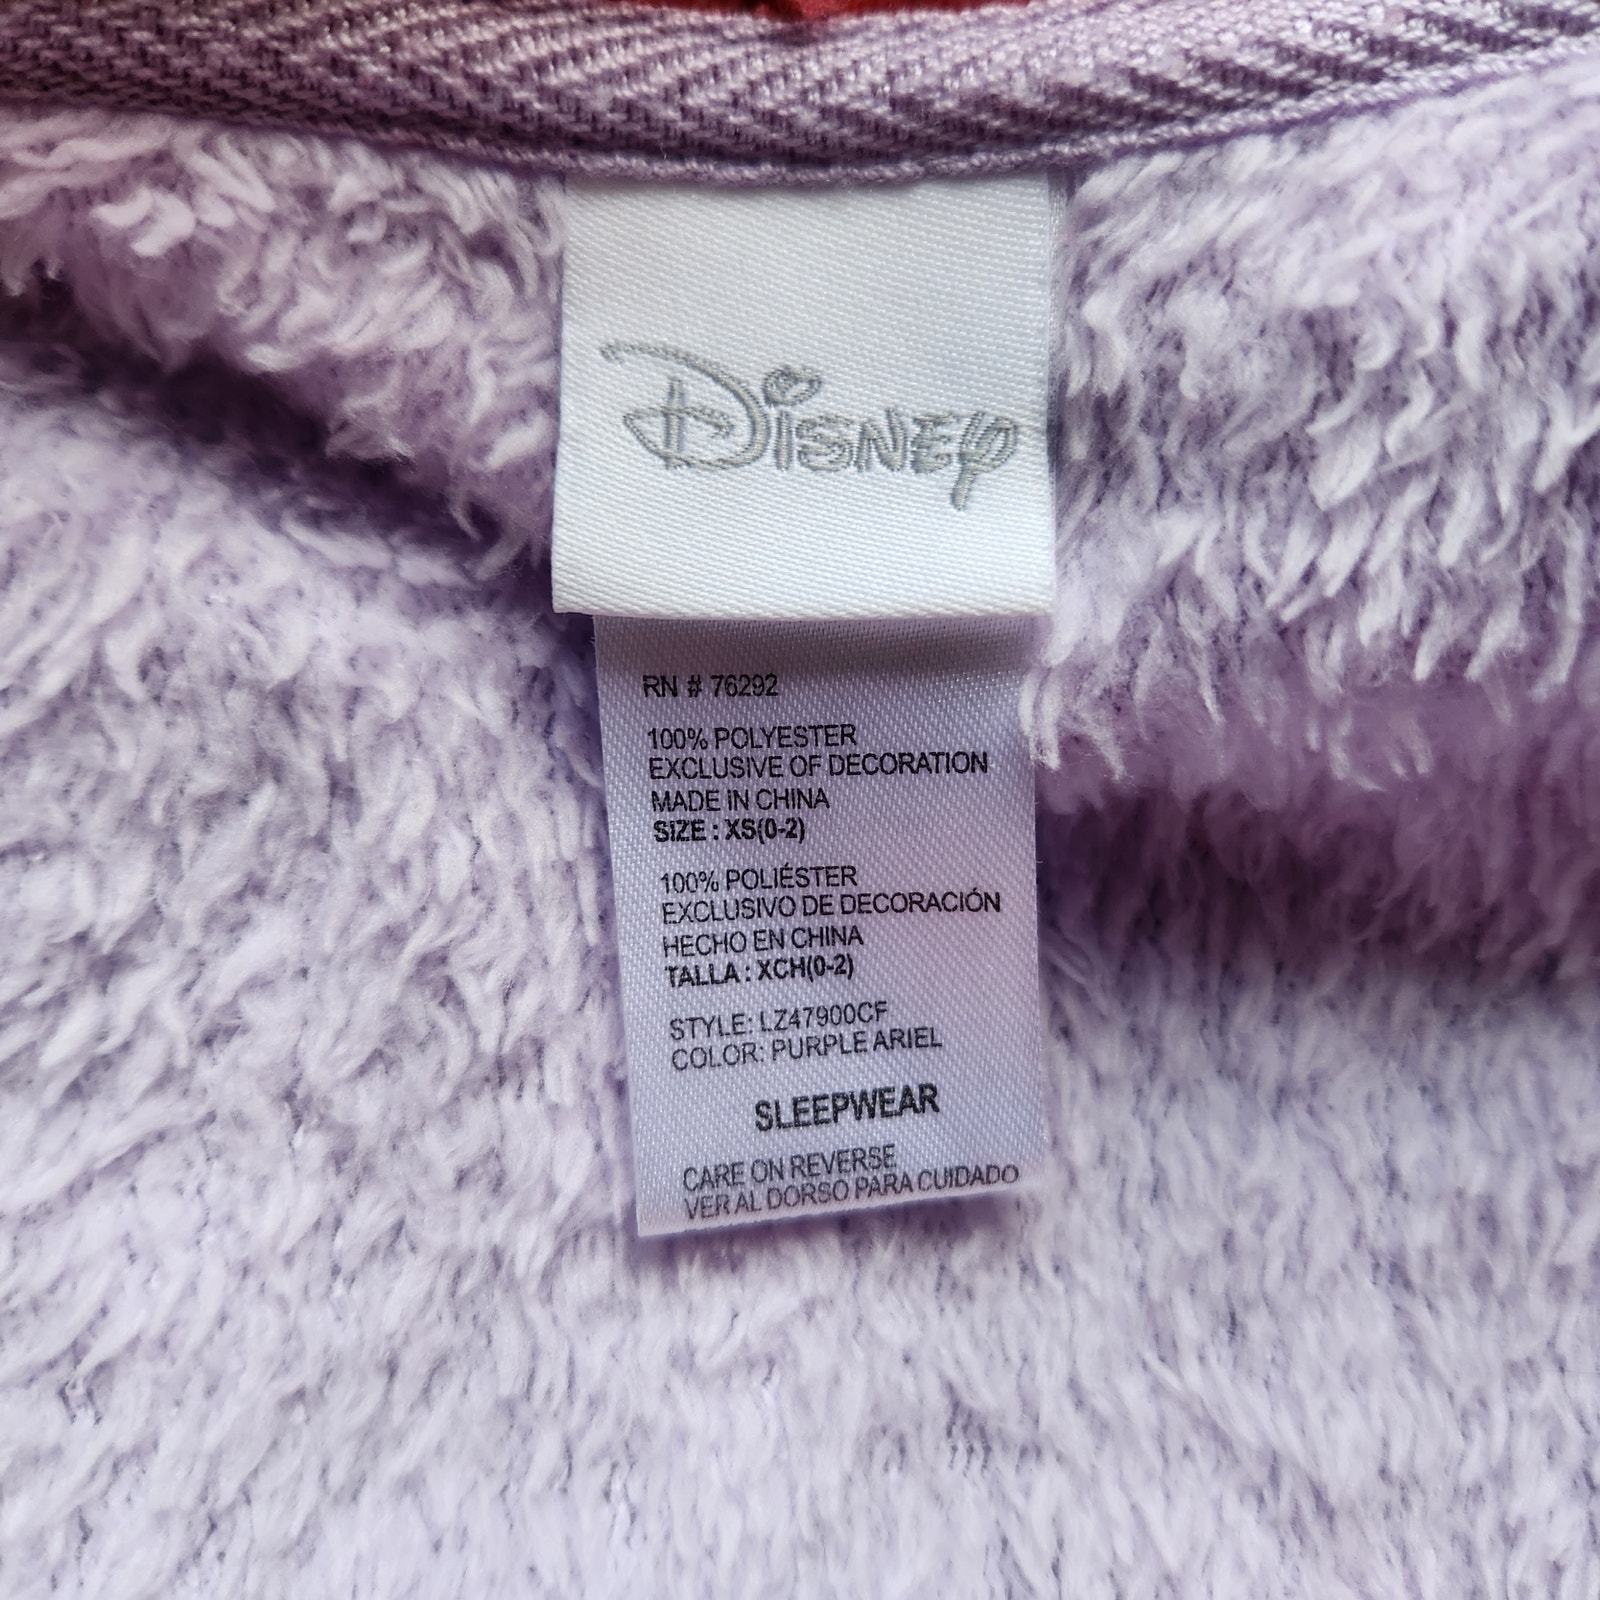 Disney
RN # 76292
100% POLYESTER
EXCLUSIVE OF DECORATION
MADE IN CHINA
SIZE : XS(0-2)
100% POLIÉSTER
EXCLUSIVO DE DECORACIÓN
HECHO EN CHINA
TALLA : XCH(0-2)
STYLE: LZ47900CF
COLOR: PURPLE ARIEL
SLEEPWEAR
CARE ON REVERSE
VER AL DORSO PARA CUIDADO